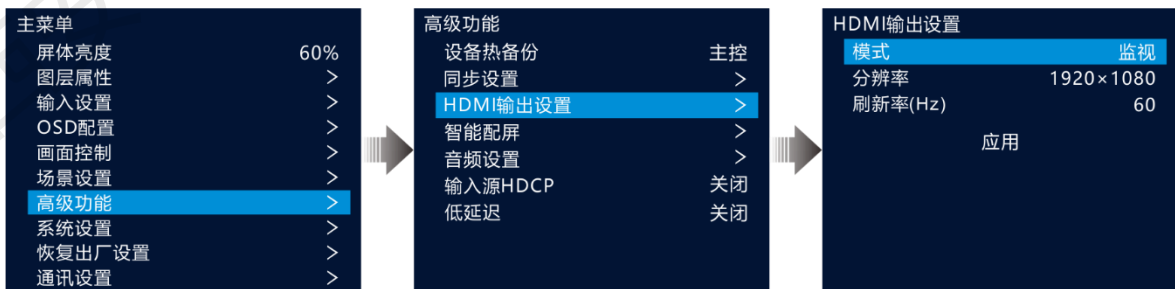 主菜单
屏体亮度 60%
图层属性 >
输入设置 >
OSD配置 >
画面控制 >
场景设置 >
高级功能 >
系统设置 >
恢复出厂设置 >
通讯设置 >
高级功能
设备热备份 主控
同步设置 >
HDMI输出设置 >
智能配屏 >
音频设置 >
输入源HDCP 关闭
低延迟 关闭
HDMI输出设置
模式 监视
分辨率 1920×1080
刷新率(Hz) 60
应用